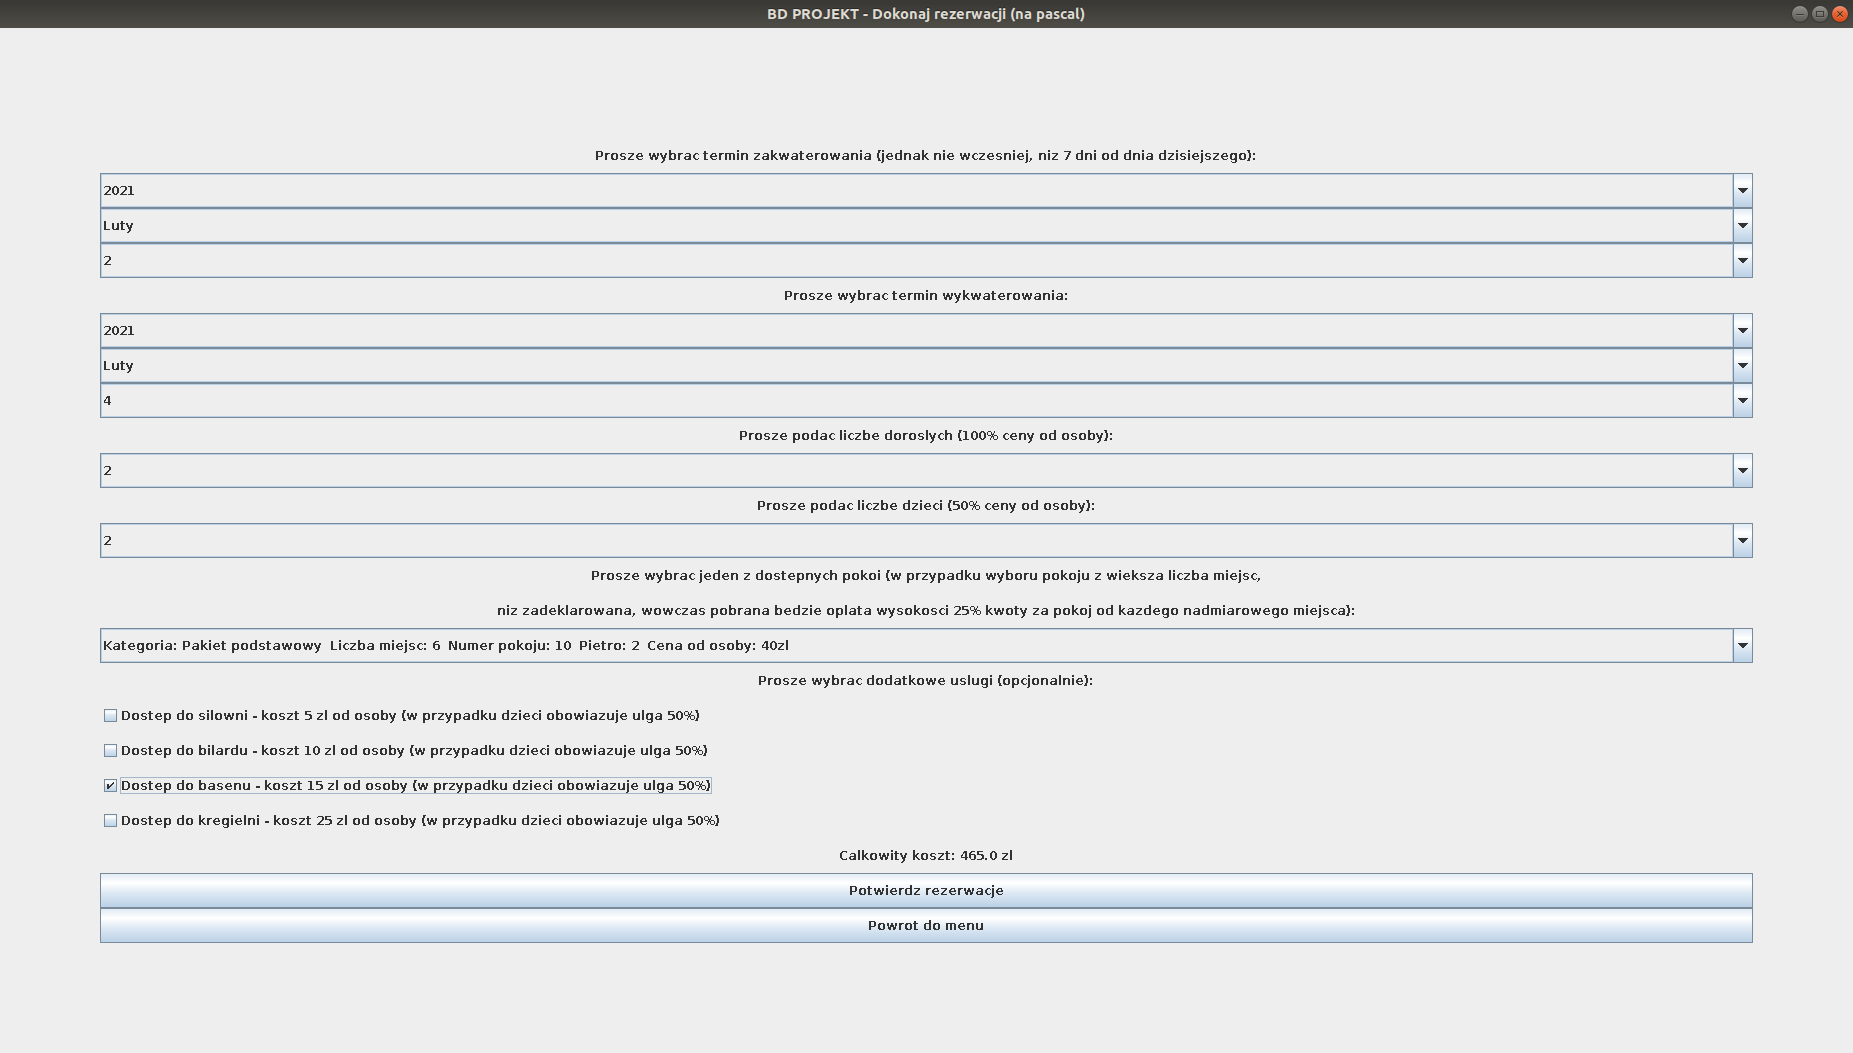 BD PROJEKT - Dokonaj rezerwacji (na pascal)
Prosze wybrac termin zakwaterowania (jednak nie wczesniej, niz 7 dni od dnia dzisiejszego):
2021
Luty
2
Prosze wybrac termin wykwaterowania:
2021
Luty
4
Prosze podac liczbe doroslych (100% ceny od osoby):
2
Prosze podac liczbe dzieci (50% ceny od osoby):
2
Prosze wybrac jeden z dostepnych pokoi (w przypadku wyboru pokoju z wieksza liczba miejsc,
niz zadeklarowana, wowczas pobrana bedzie oplata wysokosci 25% kwoty za pokoj od kazdego nadmiarowego miejsca):
Kategoria: Pakiet podstawowy Liczba miejsc: 6 Numer pokoju: 10 Pietro: 2 Cena od osoby: 40zl
Prosze wybrac dodatkowe uslugi (opcjonalnie):
Dostep do silowni - koszt 5 zl od osoby (w przypadku dzieci obowiazuje ulga 50%)
Dostep do bilardu - koszt 10 zl od osoby (w przypadku dzieci obowiazuje ulga 50%)
Dostep do basenu - koszt 15 zl od osoby (w przypadku dzieci obowiazuje ulga 50%)
Dostep do kregielni - koszt 25 zl od osoby (w przypadku dzieci obowiazuje ulga 50%)
Calkowity koszt: 465.0 zl
Potwierdz rezerwacje
Powrot do menu